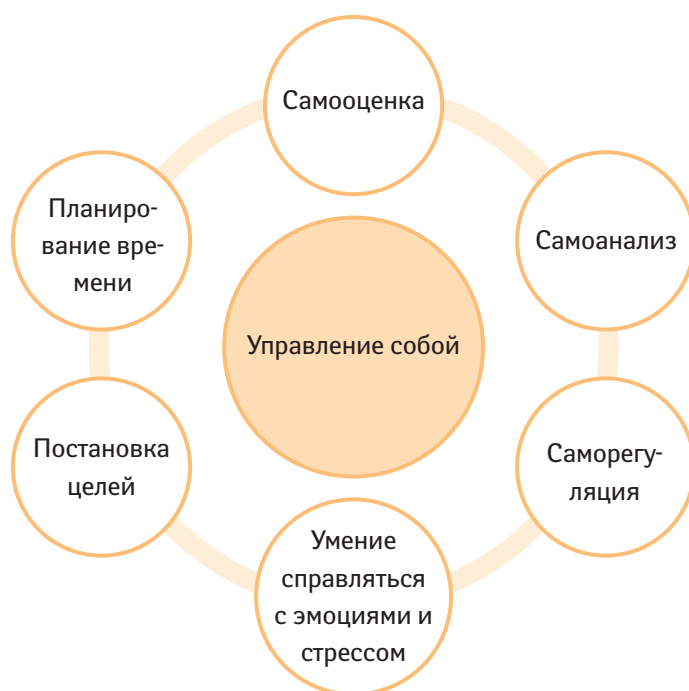 Самооценка
Самоанализ
Саморегу-
ляция
Умение
справляться
с эмоциями и
стрессом
Постановка
целей
Планиро-
вание вре-
мени
Управление собой